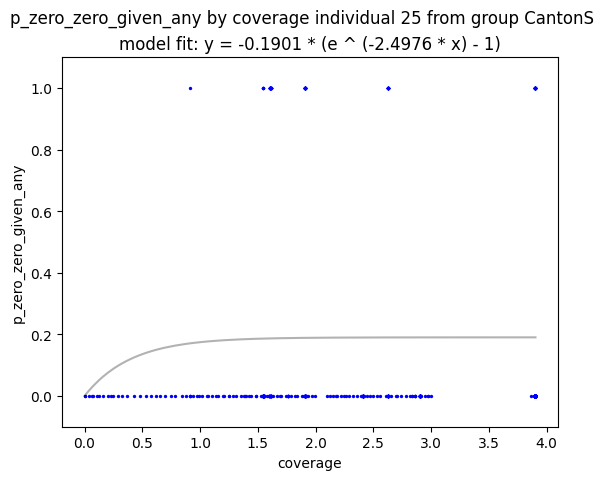 p_zero_zero_given_any by coverage individual 25 from group CantonS
model fit: y = -0.1901 * (e ^ (-2.4976 * x) - 1)
1.0
0.8
0.6
0.4
0.2
0.0
p_zero_zero_given_any
0.0 0.5 1.0 1.5 2.0 2.5 3.0 3.5 4.0
coverage